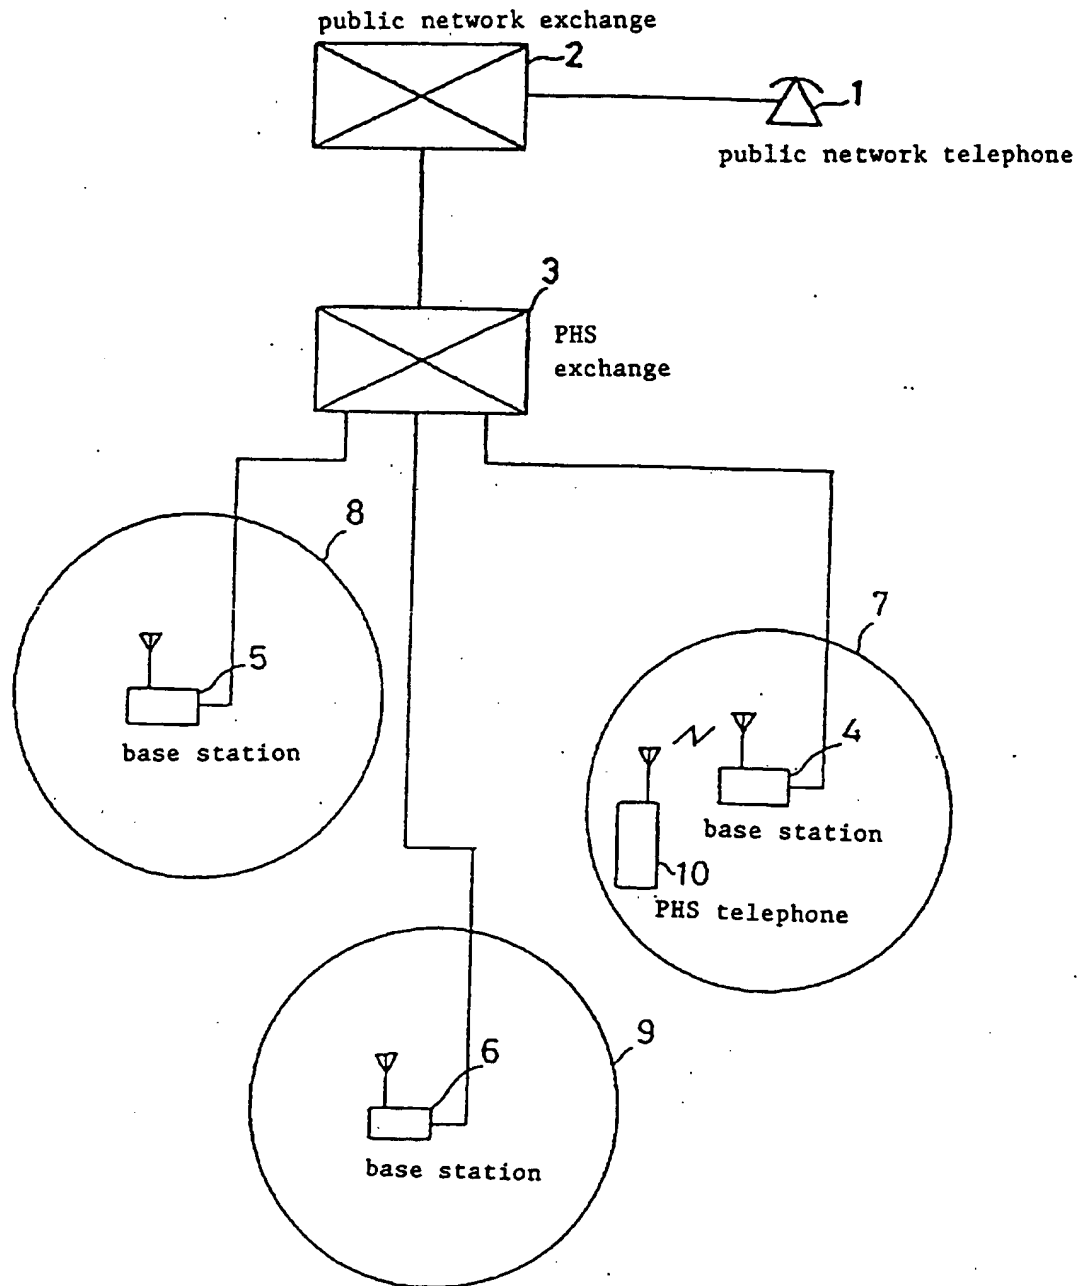 public network exchange
2
1
public network telephone
3
PHS
exchange
8
7
5
base station
4
base station
10
PHS telephone
9
6
base station